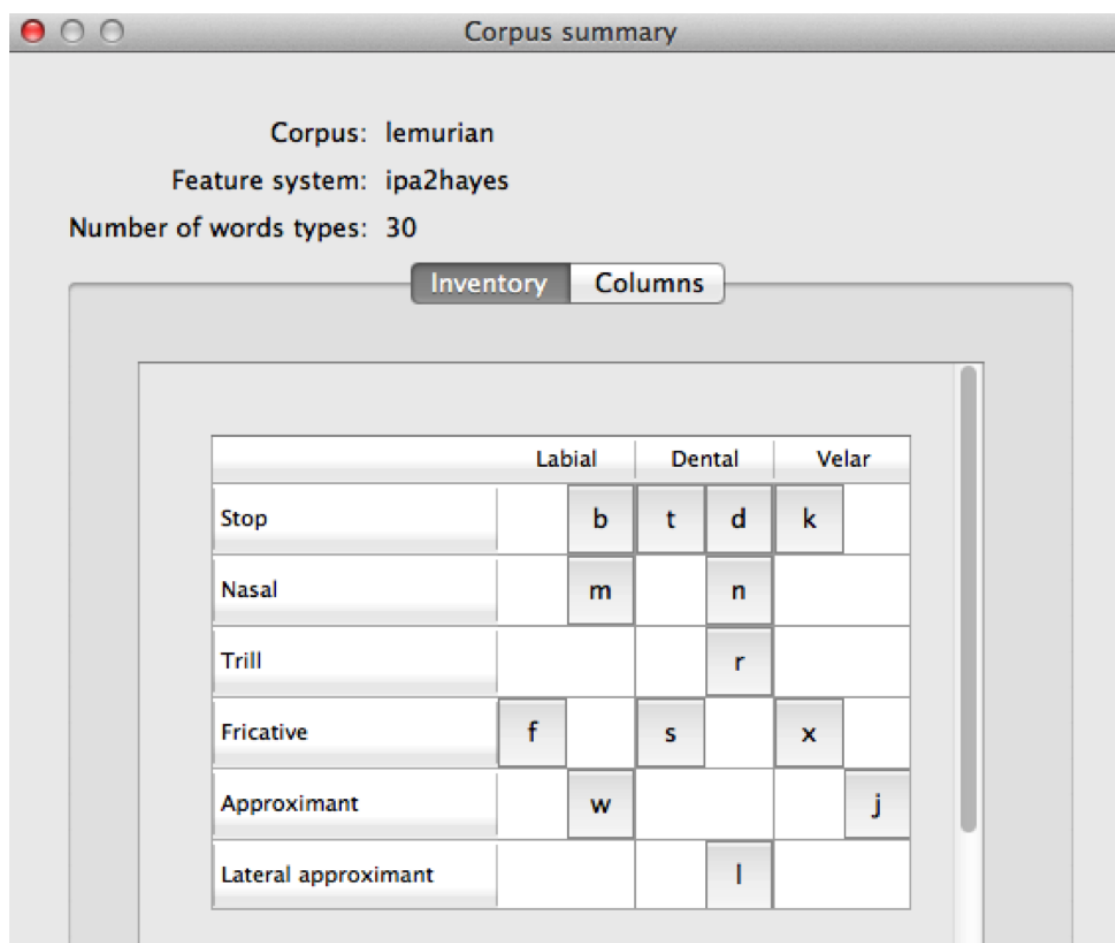 Corpus summary
Corpus: lemurian
Feature system: ipa2hayes
Number of words types: 30
Inventory Columns
Labial Dental Velar
Stop b t d k
Nasal m n
Trill r
Fricative f s x
Approximant w j
Lateral approximant l